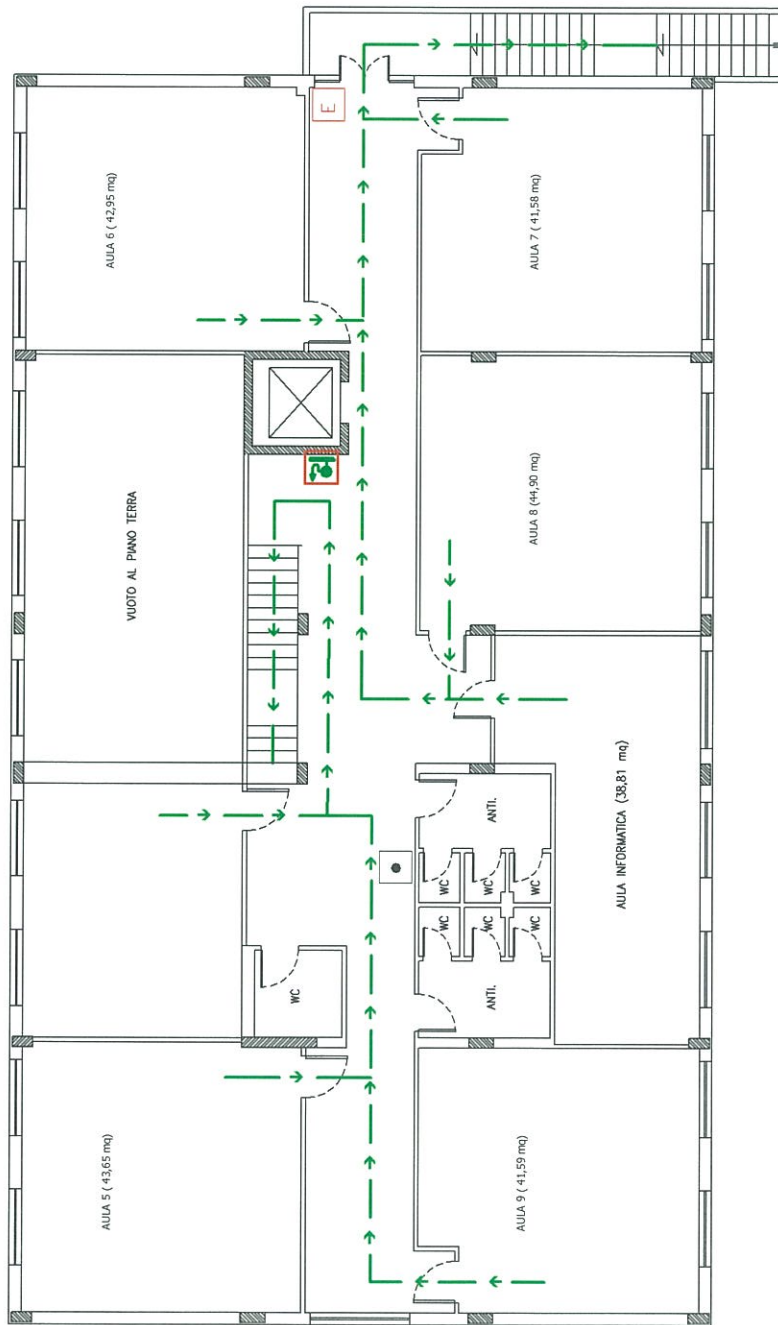 E
AULA 6 ( 42,95 mq)
AULA 7 ( 41,58 mq)
VUOTO AL PIANO TERRA
AULA 8 (44,90 mq)
AULA INFORMATICA (38,81 mq)
ANTI.
WC
WC
WC
WC
WC
WC
ANTI.
WC
AULA 5 ( 43,65 mq)
AULA 9 ( 41,59 mq)